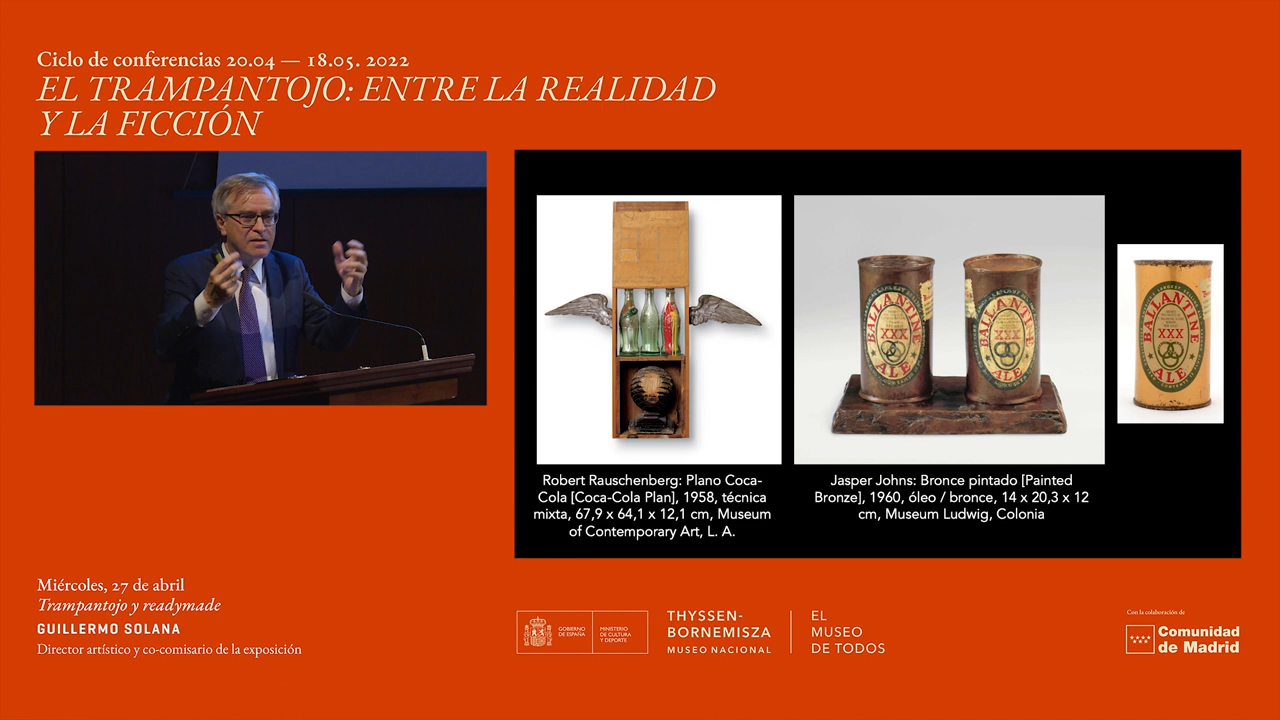 Ciclo de conferencias 20.04 — 18.05. 2022
EL TRAMPANTOJO: ENTRE LA REALIDAD
Y LA FICCIÓN
BALLANTINE
XXX
ALE
BALLANTINE
XXX
ALE
BALLANTINE
XXX
ALE
Robert Rauschenberg: Plano Coca-
Cola [Coca-Cola Plan], 1958, técnica
mixta, 67,9 x 64,1 x 12,1 cm, Museum
of Contemporary Art, L. A.
Jasper Johns: Bronce pintado [Painted
Bronze], 1960, óleo / bronce, 14 x 20,3 x 12
cm, Museum Ludwig, Colonia
Miércoles, 27 de abril
Trampantojo y readymade
GUILLERMO SOLANA
Director artístico y co-comisario de la exposición
GOBIERNO
DE ESPAÑA
MINISTERIO
DE CULTURA
Y DEPORTE
THYSSEN-
BORNEMISZA
MUSEO NACIONAL
EL
MUSEO
DE TODOS
Con la colaboración de
Comunidad
de Madrid